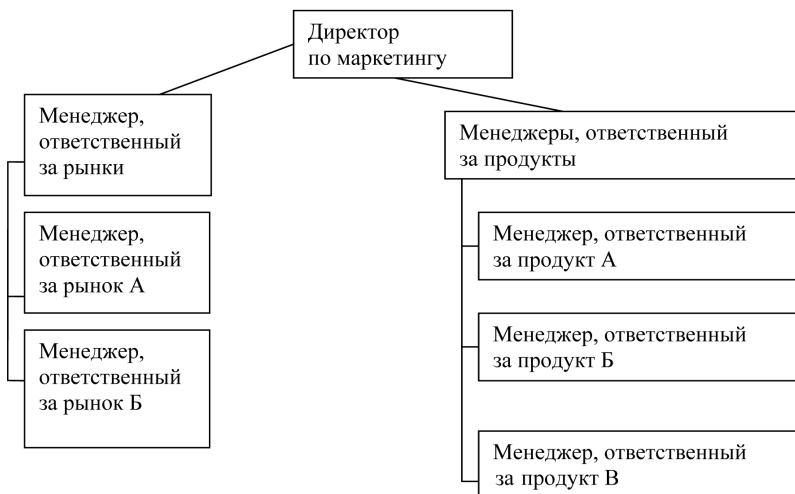 Директор
по маркетингу
Менеджер,
ответственный
за рынки
Менеджер,
ответственный
за рынок А
Менеджер,
ответственный
за рынок Б
Менеджеры, ответственный
за продукты
Менеджер, ответственный
за продукт А
Менеджер, ответственный
за продукт Б
Менеджер, ответственный
за продукт В